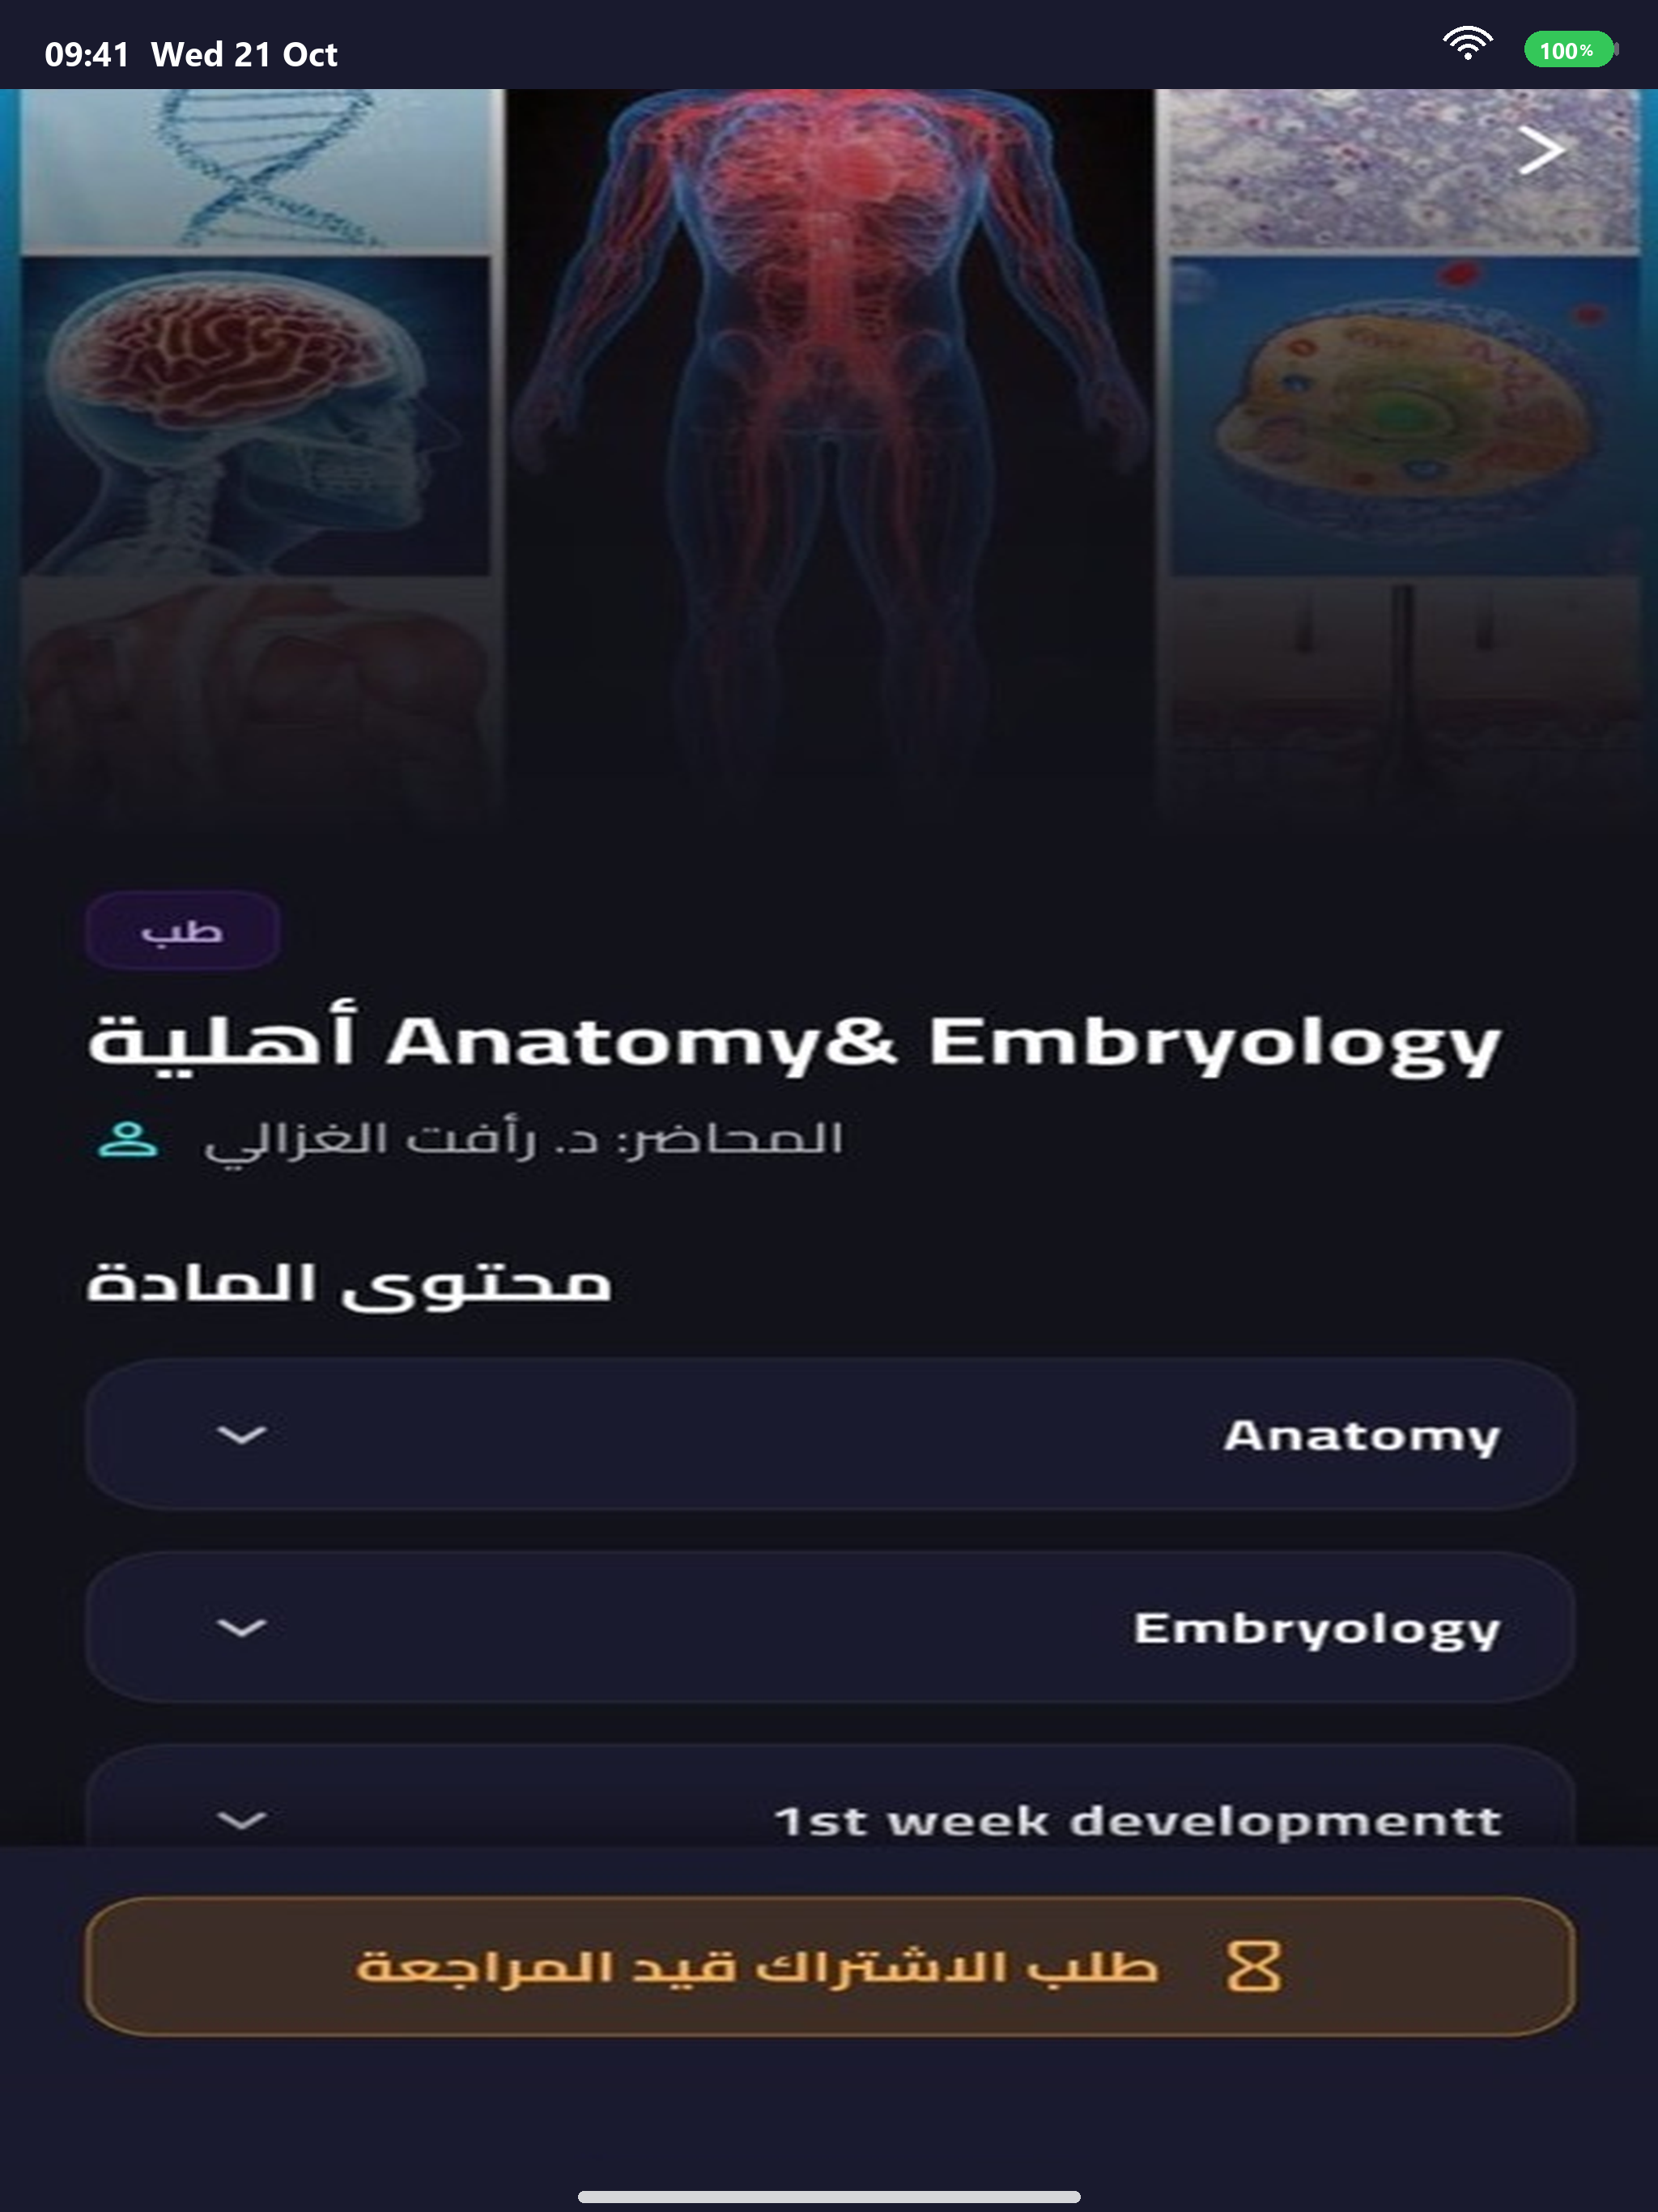 09:41 Wed 21 Oct
100%
طب
أهلية Anatomy& Embryology
المحاضر: د. رأفت الغزالي
محتوى المادة
Anatomy
Embryology
1st week developmentt
طلب الاشتراك قيد المراجعة